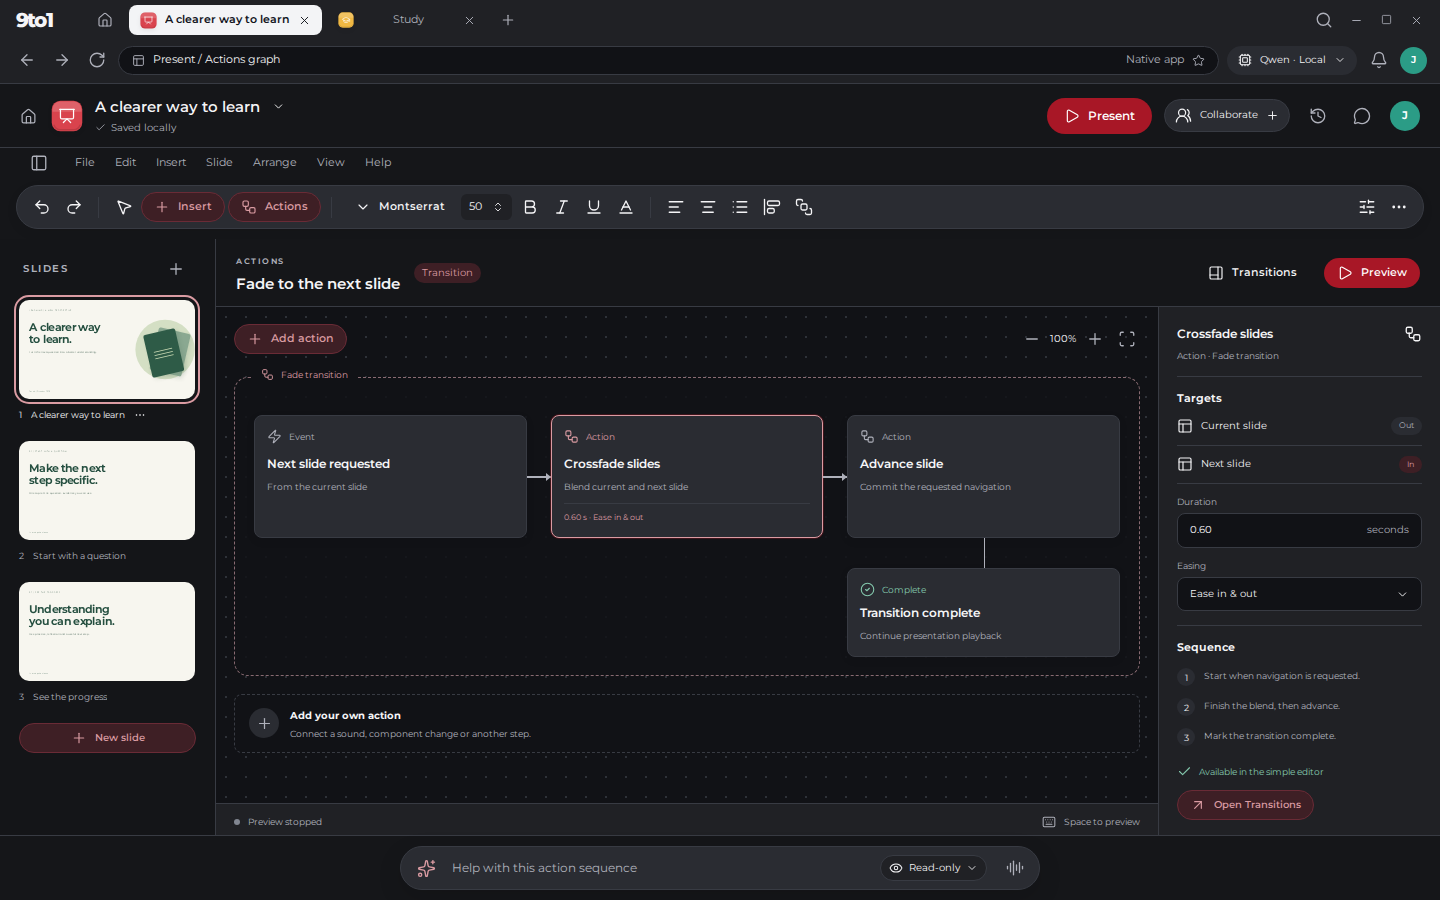 9to1
A clearer way to learn
Study
Present / Actions graph
Native app
Qwen · Local
J
A clearer way to learn
Saved locally
Present
Collaborate
J
File
Edit
Insert
Slide
Arrange
View
Help
Insert
Actions
Montserrat
50
SLIDES
A clearer way
to learn.
1 A clearer way to learn
Make the next
step specific.
2 Start with a question
Understanding
you can explain.
3 See the progress
New slide
ACTIONS
Fade to the next slide
Transition
Transitions
Preview
Add action
100%
Fade transition
Event
Next slide requested
From the current slide
Action
Crossfade slides
Blend current and next slide
0.60 s · Ease in & out
Action
Advance slide
Commit the requested navigation
Complete
Transition complete
Continue presentation playback
Add your own action
Connect a sound, component change or another step.
Preview stopped
Space to preview
Crossfade slides
Action · Fade transition
Targets
Current slide
Out
Next slide
In
Duration
0.60
seconds
Easing
Ease in & out
Sequence
1 Start when navigation is requested.
2 Finish the blend, then advance.
3 Mark the transition complete.
Available in the simple editor
Open Transitions
Help with this action sequence
Read-only